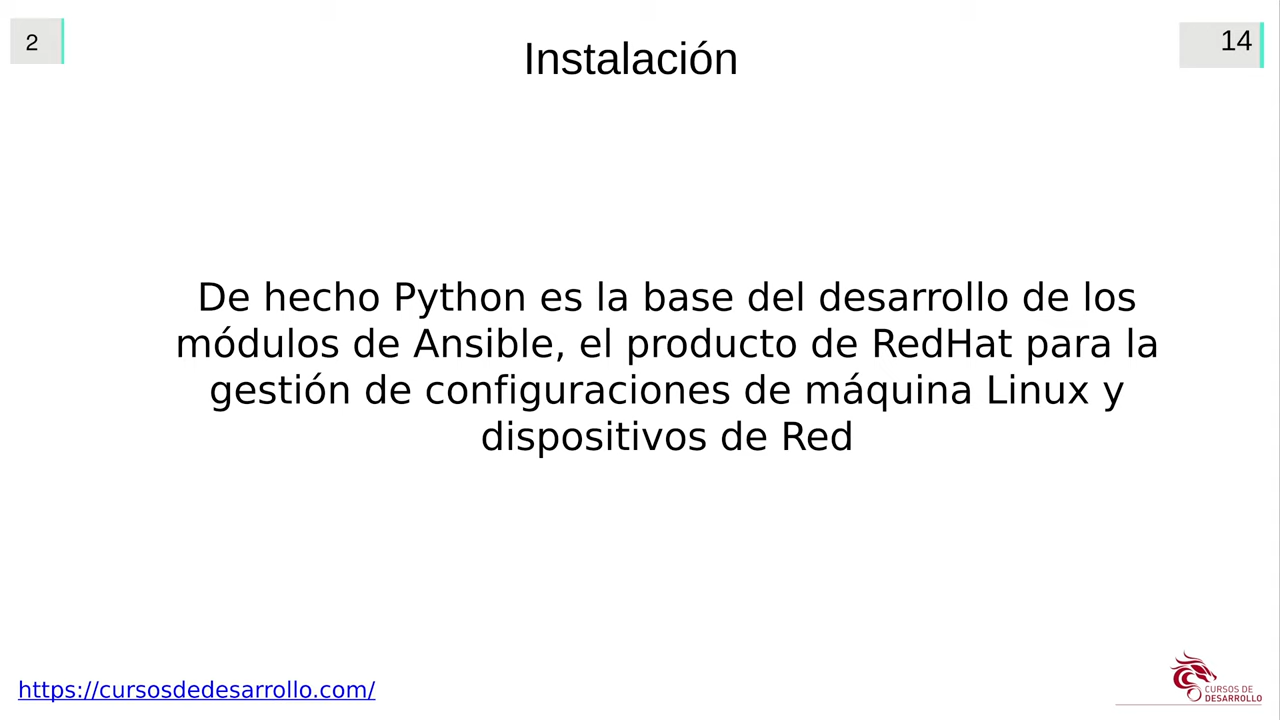 2
Instalación
14
De hecho Python es la base del desarrollo de los
módulos de Ansible, el producto de RedHat para la
gestión de configuraciones de máquina Linux y
dispositivos de Red
https://cursosdedesarrollo.com/
CURSOS DE
DESARROLLO